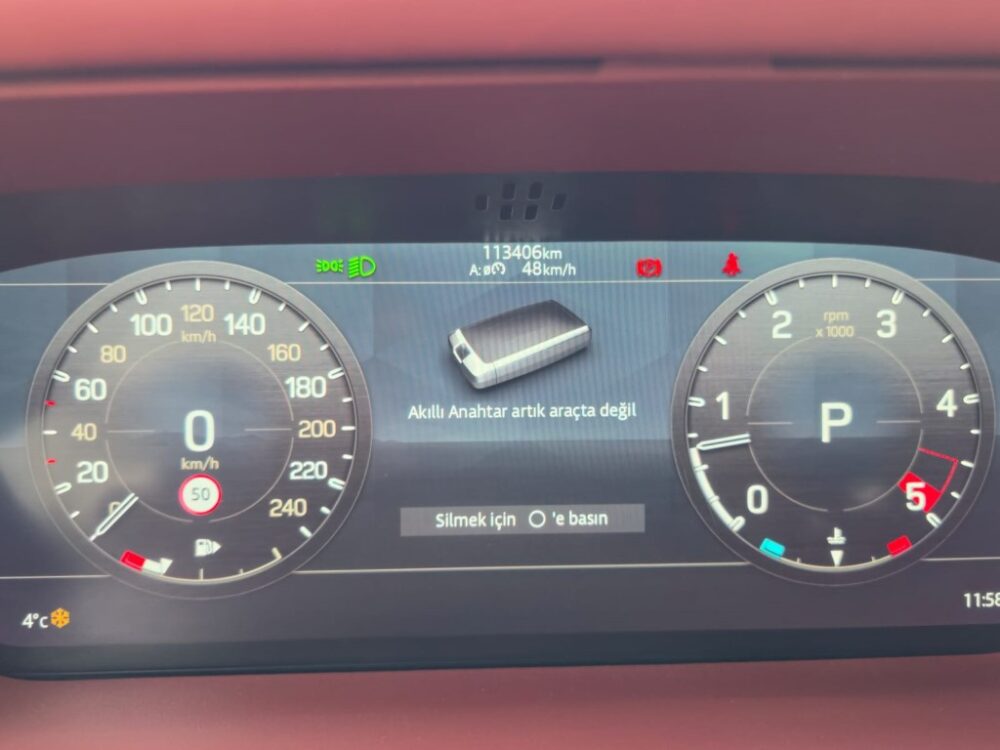 113406km
A:ø 48km/h
100 120 140
km/h
80 160
60 180
40 200
20 220
0 240
0
km/h
50
Akıllı Anahtar artık araçta değil
Silmek için O 'e basın
2 rpm 3
x 1000
1 4
P
0 5
4°c
11:58